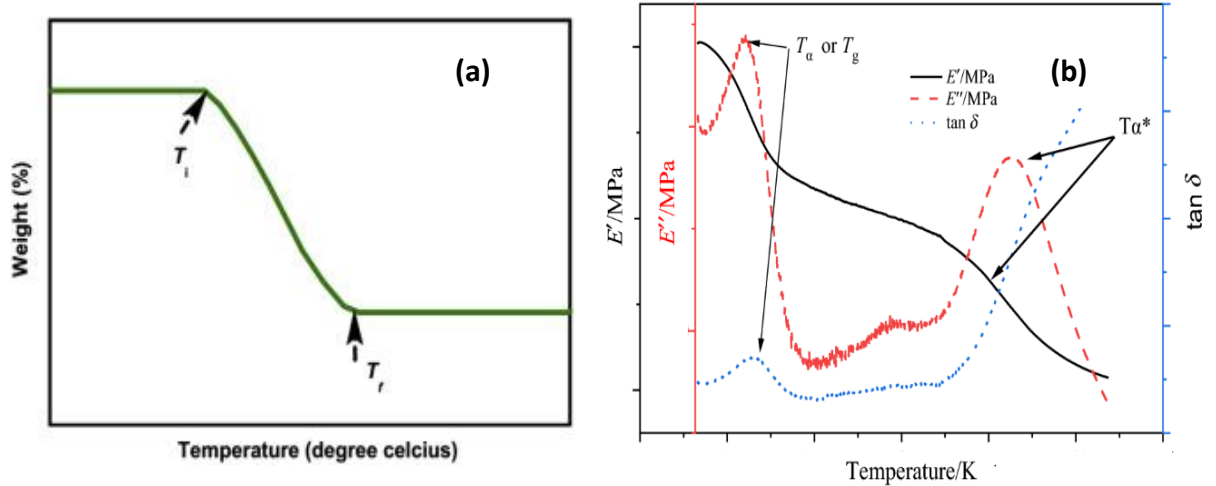 (a)
Weight (%)
Ti
Tf
Temperature (degree celcius)
(b)
Tα or Tg
E′/MPa
E′′/MPa
tan δ
Tα*
E′/MPa
E′′/MPa
tan δ
Temperature/K